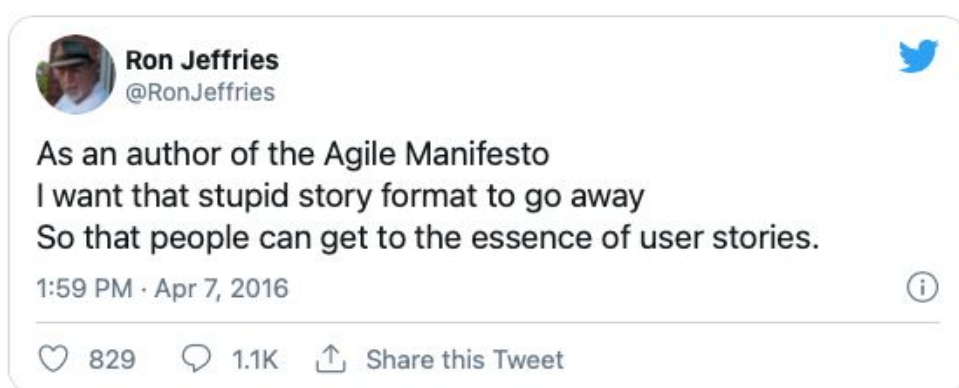 Ron Jeffries
@RonJeffries
As an author of the Agile Manifesto
I want that stupid story format to go away
So that people can get to the essence of user stories.
1:59 PM · Apr 7, 2016
829 1.1K Share this Tweet